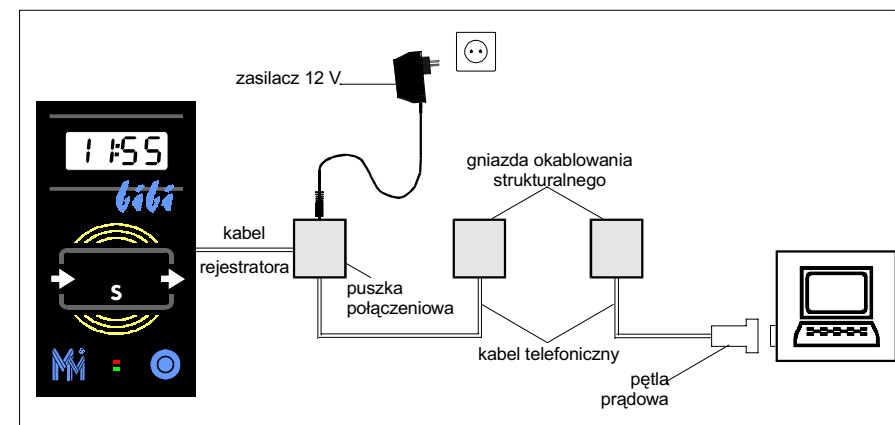 zasilacz 12 V
11:55
bibi
gniazda okablowania
strukturalnego
kabel
rejestratora
S
puszka
połączeniowa
kabel telefoniczny
pętla
prądowa